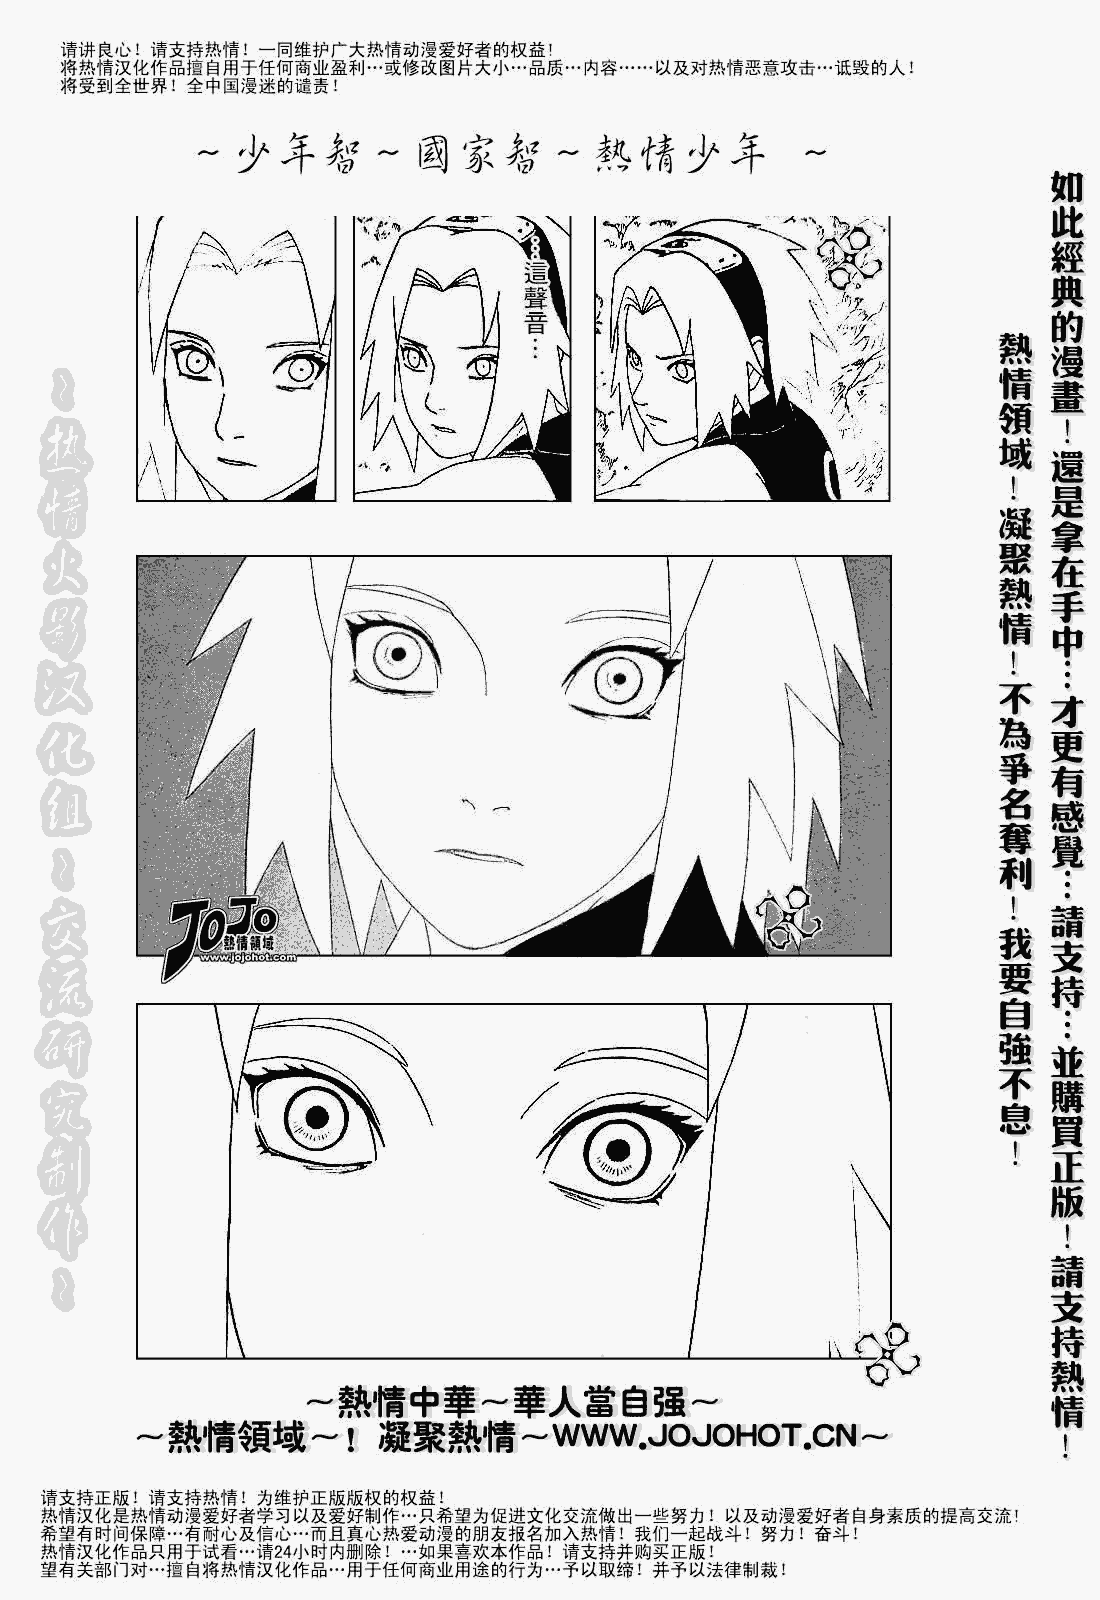 请讲良心！请支持热情！一同维护广大热情动漫爱好者的权益！
将热情汉化作品擅自用于任何商业盈利…或修改图片大小…品质…内容……以及对热情恶意攻击…诋毁的人！
将受到全世界！全中国漫迷的谴责！
～少年智～國家智～熱情少年 ～
如此經典的漫畫！還是拿在手中…才更有感覺…請支持…並購買正版！請支持熱情！
熱情領域！凝聚熱情！不為爭名奪利！我要自強不息！
…這聲音…
～热情火影汉化组～交流研究制作～
JOJO
熱情領域
www.jojohot.com
～熱情中華～華人當自强～
～熱情領域～！凝聚熱情～WWW.JOJOHOT.CN～
请支持正版！请支持热情！为维护正版版权的权益！
热情汉化是热情动漫爱好者学习以及爱好制作…只希望为促进文化交流做出一些努力！以及动漫爱好者自身素质的提高交流！
希望有时间保障…有耐心及信心…而且真心热爱动漫的朋友报名加入热情！我们一起战斗！努力！奋斗！
热情汉化作品只用于试看…请24小时内删除！…如果喜欢本作品！请支持并购买正版！
望有关部门对…擅自将热情汉化作品…用于任何商业用途的行为…予以取缔！并予以法律制裁！